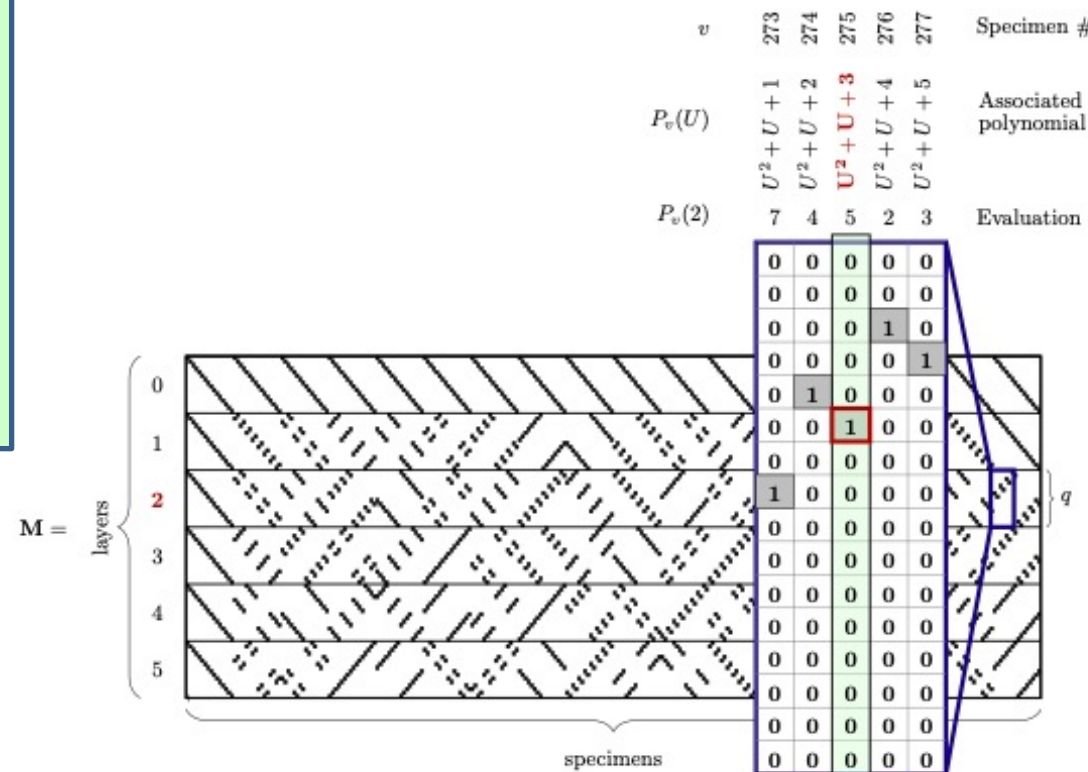 v 273 274 275 276 277 Specimen #
P_v(U) U² + U + 1 U² + U + 2 U² + U + 3 U² + U + 4 U² + U + 5 Associated polynomial
P_v(2) 7 4 5 2 3 Evaluation
0 0 0 0 0
0 0 0 0 0
0 0 0 1 0
0 0 0 0 1
0 1 0 0 0
0 0 1 0 0
0 0 0 0 0
1 0 0 0 0
0 0 0 0 0
0 0 0 0 0
0 0 0 0 0
0 0 0 0 0
0 0 0 0 0
0 0 0 0 0
0 0 0 0 0
0 0 0 0 0
M =
layers
0
1
2
3
4
5
q
specimens